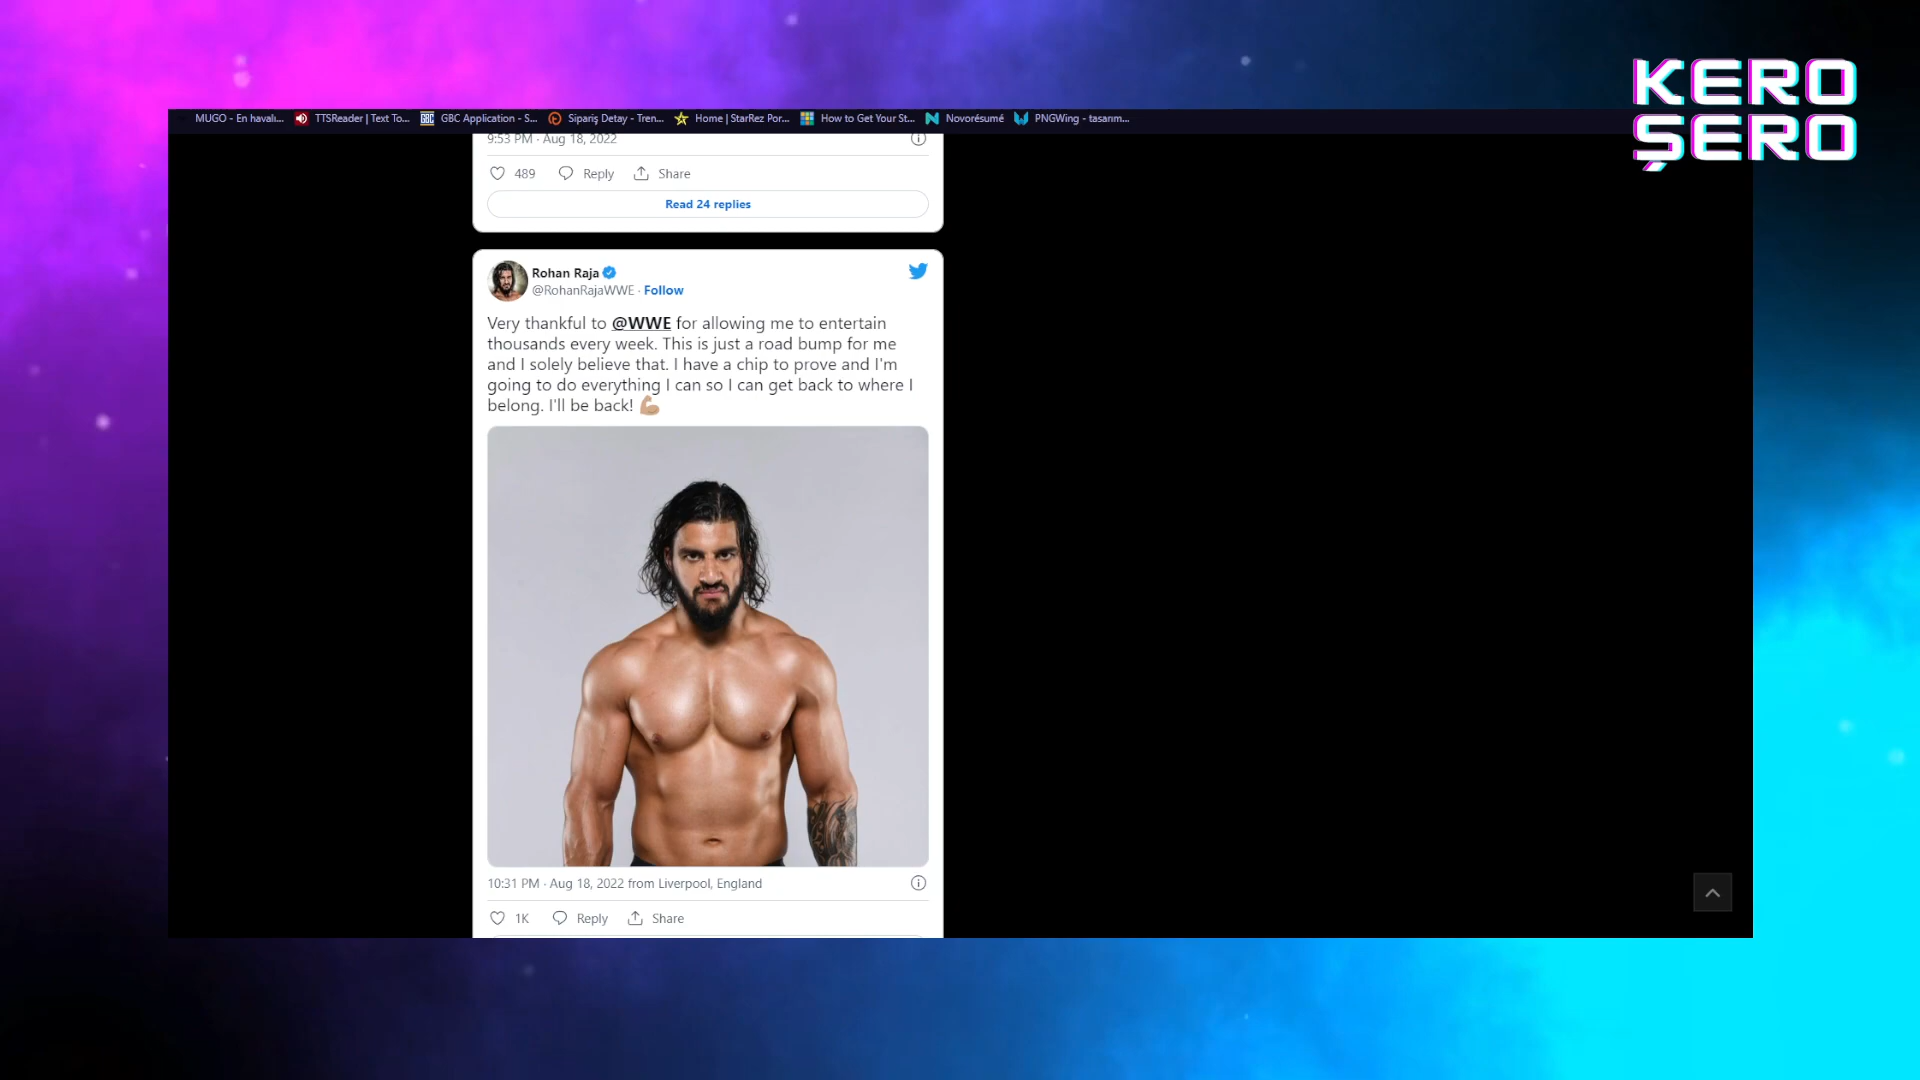 KERO
ŞERO
MUGO - En havalı... TTSReader | Text To... GBC Application - S... Sipariş Detay - Tren... Home | StarRez Por... How to Get Your St... Novorésumé PNGWing - tasarım...
9:53 PM · Aug 18, 2022
489 Reply Share
Read 24 replies
Rohan Raja
@RohanRajaWWE · Follow
Very thankful to @WWE for allowing me to entertain
thousands every week. This is just a road bump for me
and I solely believe that. I have a chip to prove and I'm
going to do everything I can so I can get back to where I
belong. I'll be back! 💪🏼
10:31 PM · Aug 18, 2022 from Liverpool, England
1K Reply Share